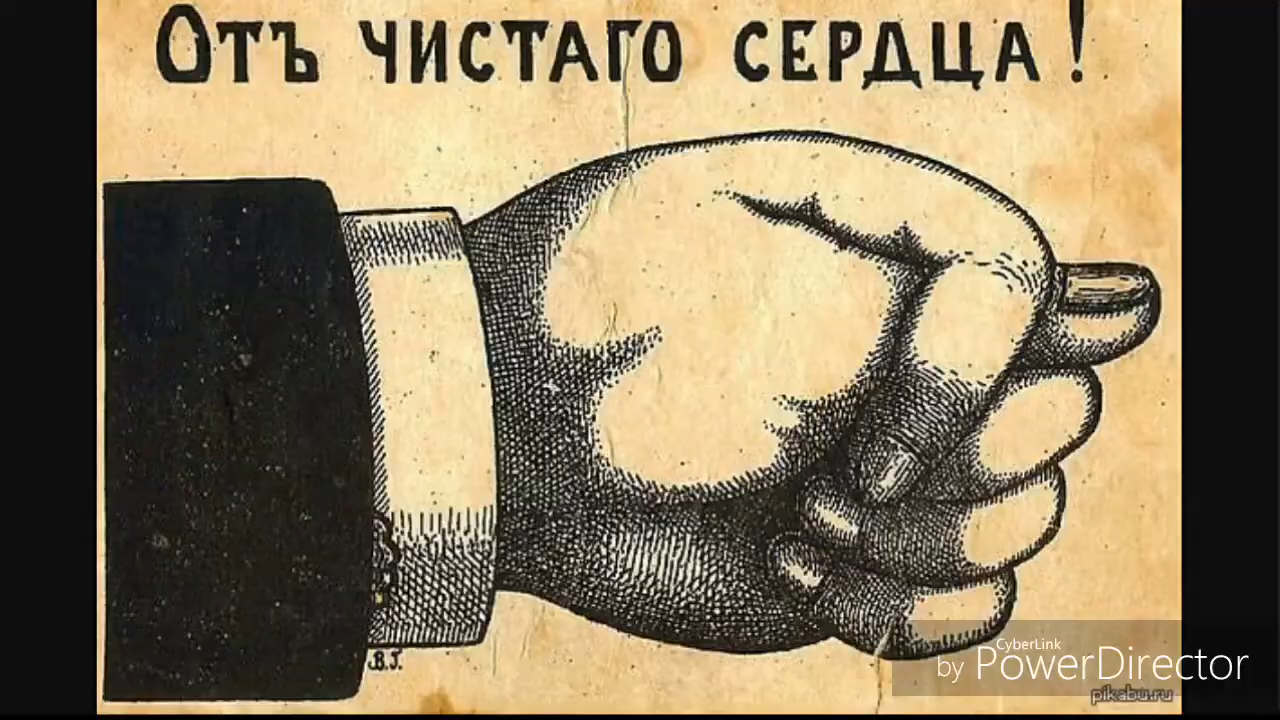 Отъ чистаго сердца!
В.Т.
CyberLink
by PowerDirector
pikabu.ru